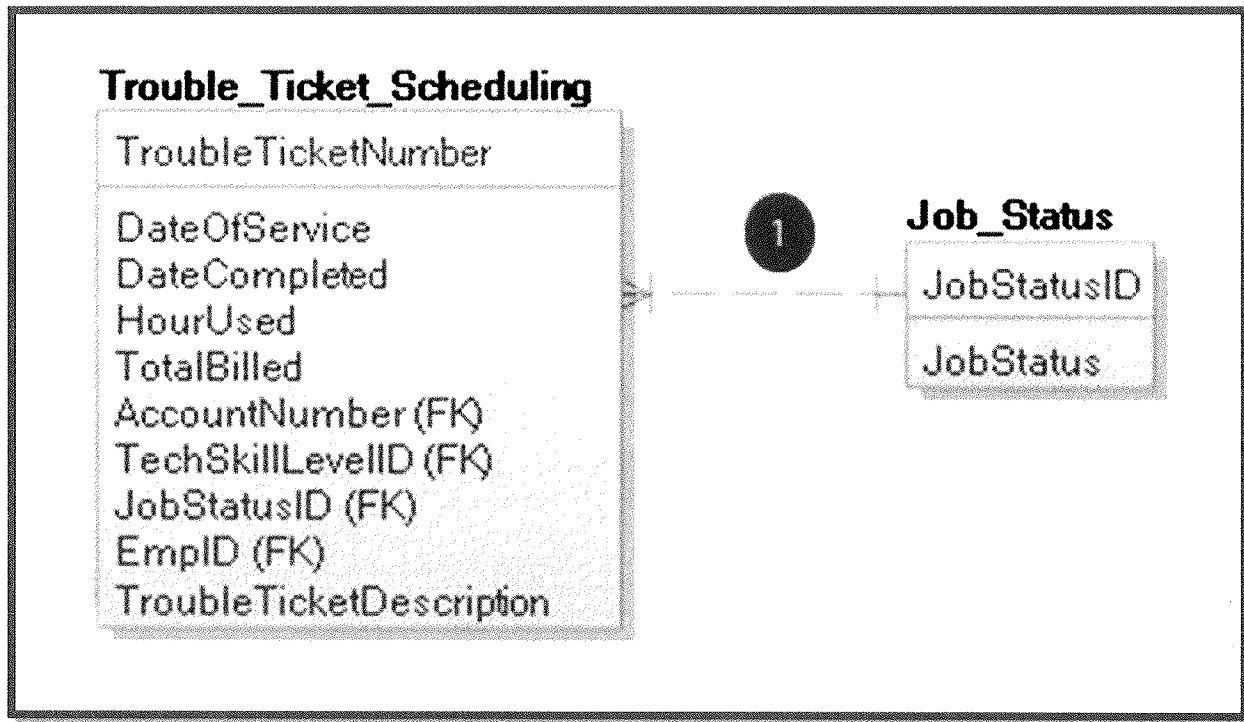 Trouble_Ticket_Scheduling
TroubleTicketNumber
DateOfService
DateCompleted
HourUsed
TotalBilled
AccountNumber (FK)
TechSkillLevelID (FK)
JobStatusID (FK)
EmpID (FK)
TroubleTicketDescription
1
Job_Status
JobStatusID
JobStatus